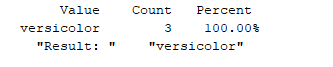 Value Count Percent
versicolor 3 100.00%
"Result: " "versicolor"